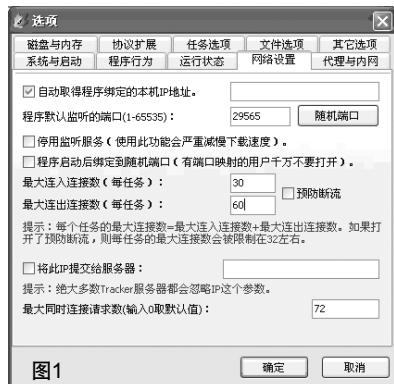 选项
磁盘与内存 协议扩展 任务选项 文件选项 其它选项
系统与启动 程序行为 运行状态 网络设置 代理与内网
自动取得程序绑定的本机IP地址。
程序默认监听的端口(1-65535)： 29565 随机端口
停用监听服务（使用此功能会严重减慢下载速度）。
程序启动后绑定到随机端口（有端口映射的用户千万不要打开）。
最大连入连接数（每任务）： 30 预防断流
最大连出连接数（每任务）： 60
提示：每个任务的最大连接数=最大连入连接数+最大连出连接数。如果打
开了预防断流，则每任务的最大连接数会被限制在32左右。
将此IP提交给服务器：
提示：绝大多数Tracker服务器都会忽略IP这个参数。
最大同时连接请求数(输入0取默认值)： 72
图1 确定 取消